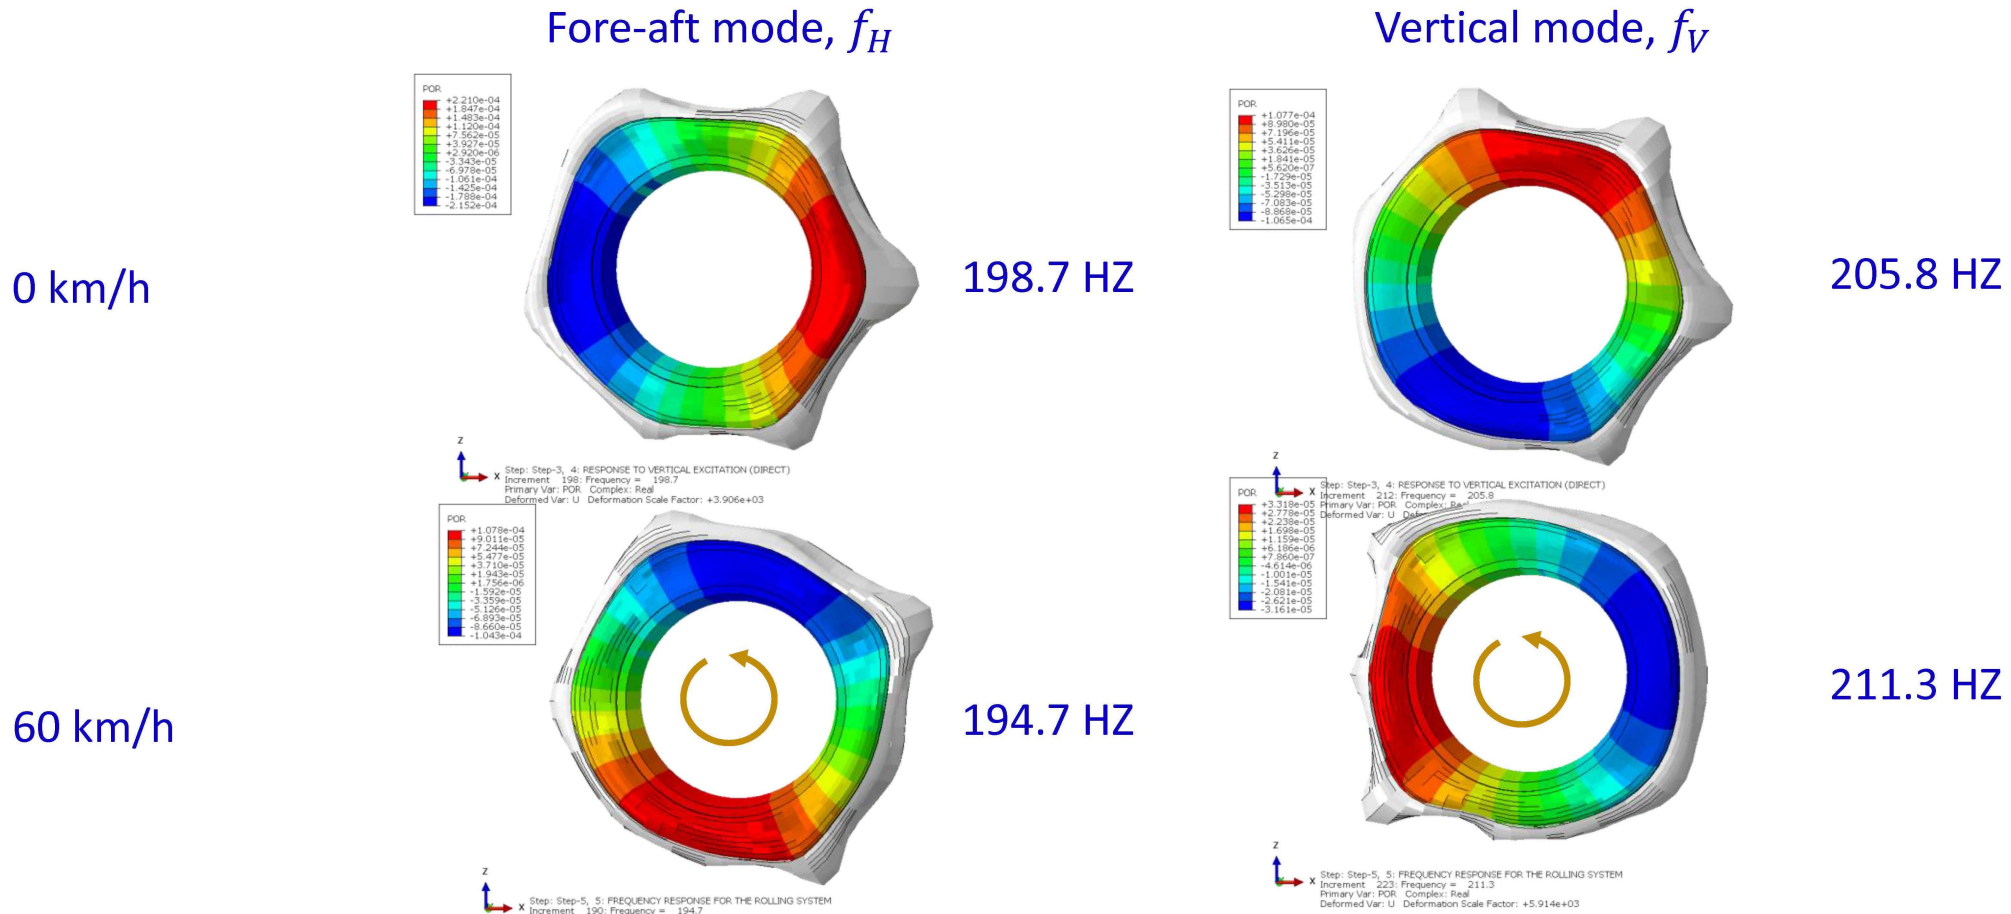 Fore-aft mode, f_H
Vertical mode, f_V
0 km/h
POR
+2.210e-04
+1.847e-04
+1.483e-04
+1.120e-04
+7.562e-05
+3.927e-05
+2.920e-06
-3.343e-05
-6.978e-05
-1.061e-04
-1.425e-04
-1.788e-04
-2.152e-04
198.7 HZ
z
x
Step: Step-3, 4: RESPONSE TO VERTICAL EXCITATION (DIRECT)
Increment 198: Frequency = 198.7
Primary Var: POR Complex: Real
Deformed Var: U Deformation Scale Factor: +3.906e+03
POR
+1.077e-04
+8.980e-05
+7.196e-05
+5.411e-05
+3.626e-05
+1.841e-05
+5.620e-07
-1.729e-05
-3.513e-05
-5.298e-05
-7.083e-05
-8.868e-05
-1.065e-04
205.8 HZ
z
x
Step: Step-3, 4: RESPONSE TO VERTICAL EXCITATION (DIRECT)
Increment 212: Frequency = 205.8
Primary Var: POR Complex: Real
Deformed Var: U
60 km/h
POR
+1.078e-04
+9.011e-05
+7.244e-05
+5.477e-05
+3.710e-05
+1.943e-05
+1.756e-06
-1.592e-05
-3.359e-05
-5.126e-05
-6.893e-05
-8.660e-05
-1.043e-04
194.7 HZ
z
x
Step: Step-5, 5: FREQUENCY RESPONSE FOR THE ROLLING SYSTEM
Increment 190: Frequency = 194.7
POR
+3.318e-05
+2.778e-05
+2.238e-05
+1.698e-05
+1.159e-05
+6.186e-06
+7.860e-07
-4.614e-06
-1.001e-05
-1.541e-05
-2.081e-05
-2.621e-05
-3.161e-05
211.3 HZ
z
x
Step: Step-5, 5: FREQUENCY RESPONSE FOR THE ROLLING SYSTEM
Increment 223: Frequency = 211.3
Primary Var: POR Complex: Real
Deformed Var: U Deformation Scale Factor: +5.914e+03